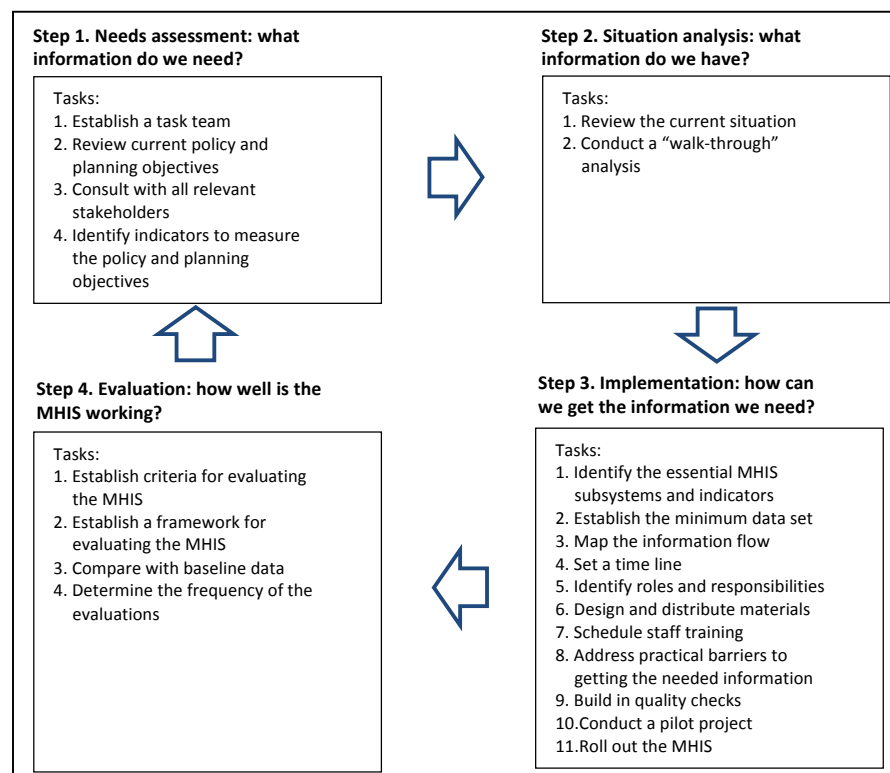 Step 1. Needs assessment: what
information do we need?
Tasks:
1. Establish a task team
2. Review current policy and
planning objectives
3. Consult with all relevant
stakeholders
4. Identify indicators to measure
the policy and planning
objectives
Step 2. Situation analysis: what
information do we have?
Tasks:
1. Review the current situation
2. Conduct a “walk-through”
analysis
Step 3. Implementation: how can
we get the information we need?
Tasks:
1. Identify the essential MHIS
subsystems and indicators
2. Establish the minimum data set
3. Map the information flow
4. Set a time line
5. Identify roles and responsibilities
6. Design and distribute materials
7. Schedule staff training
8. Address practical barriers to
getting the needed information
9. Build in quality checks
10.Conduct a pilot project
11.Roll out the MHIS
Step 4. Evaluation: how well is the
MHIS working?
Tasks:
1. Establish criteria for evaluating
the MHIS
2. Establish a framework for
evaluating the MHIS
3. Compare with baseline data
4. Determine the frequency of the
evaluations